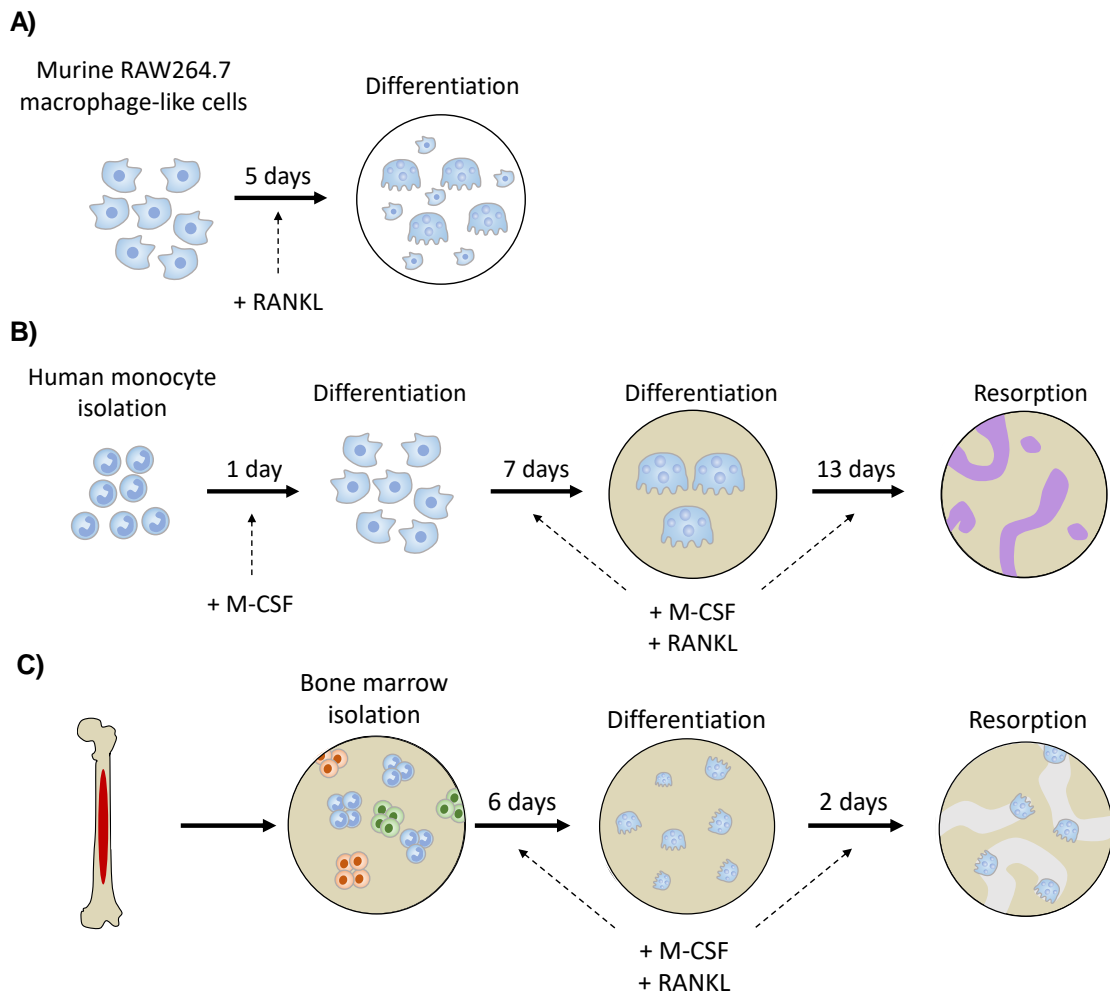 A)
Murine RAW264.7
macrophage-like cells
Differentiation
5 days
+ RANKL
B)
Human monocyte
isolation
Differentiation
Differentiation
Resorption
1 day
7 days
13 days
+ M-CSF
+ M-CSF
+ RANKL
C)
Bone marrow
isolation
Differentiation
Resorption
6 days
2 days
+ M-CSF
+ RANKL